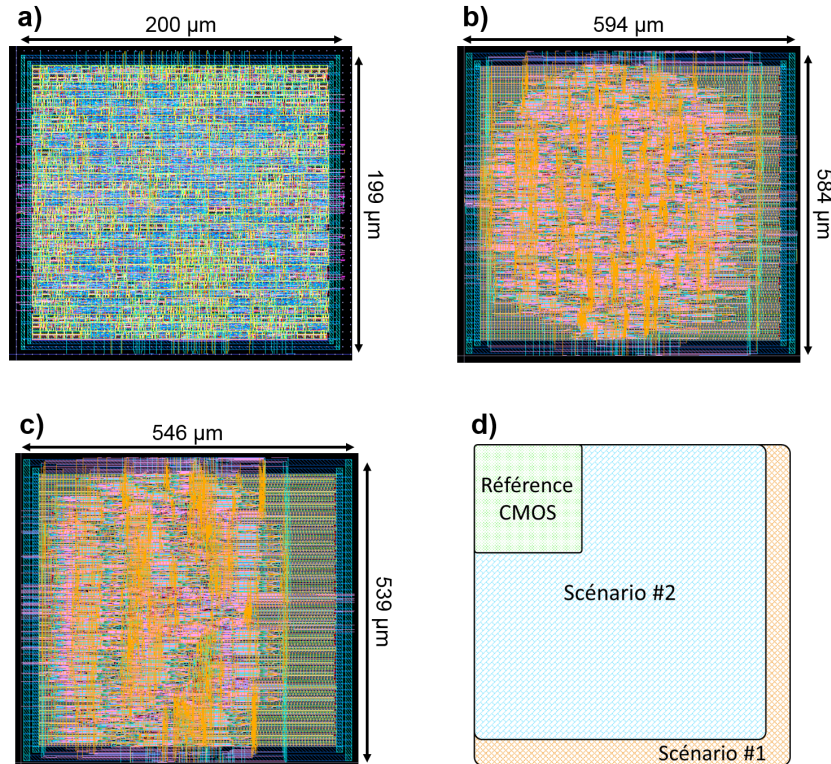 a)
200 µm
199 µm
b)
594 µm
584 µm
c)
546 µm
539 µm
d)
Référence
CMOS
Scénario #2
Scénario #1